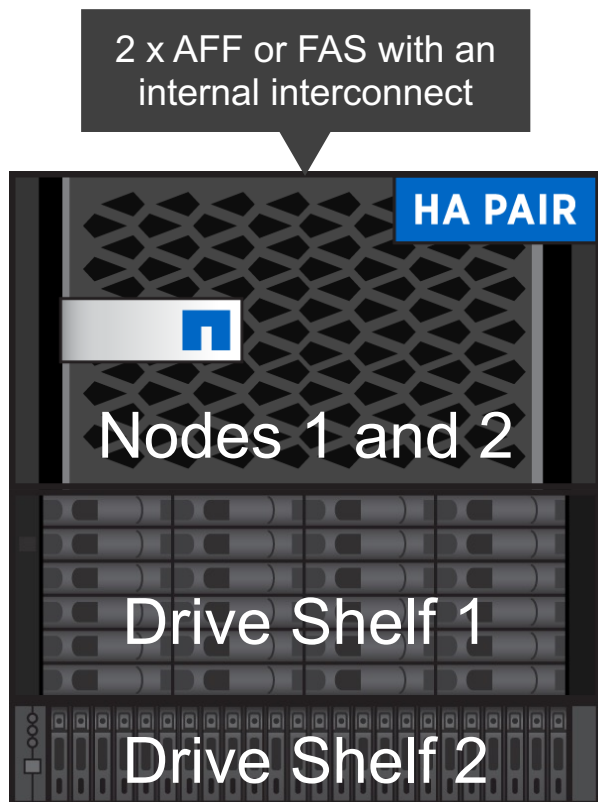 2 x AFF or FAS with an
internal interconnect
HA PAIR
Nodes 1 and 2
Drive Shelf 1
Drive Shelf 2